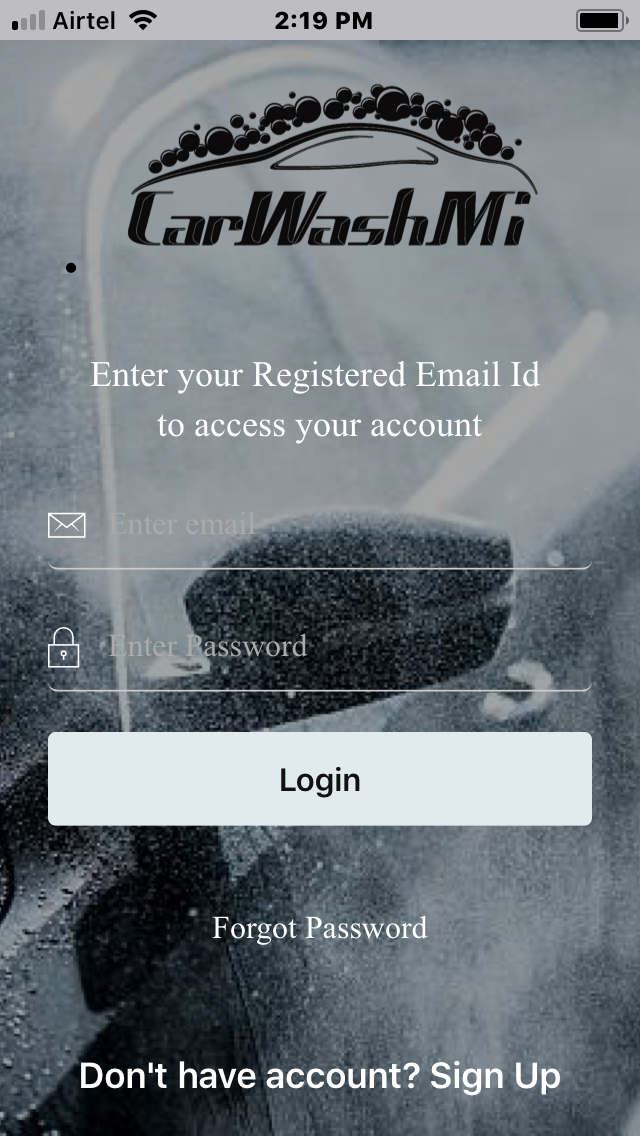 Airtel 2:19 PM
CarWashMi
Enter your Registered Email Id
to access your account
Enter email
Enter Password
Login
Forgot Password
Don't have account? Sign Up